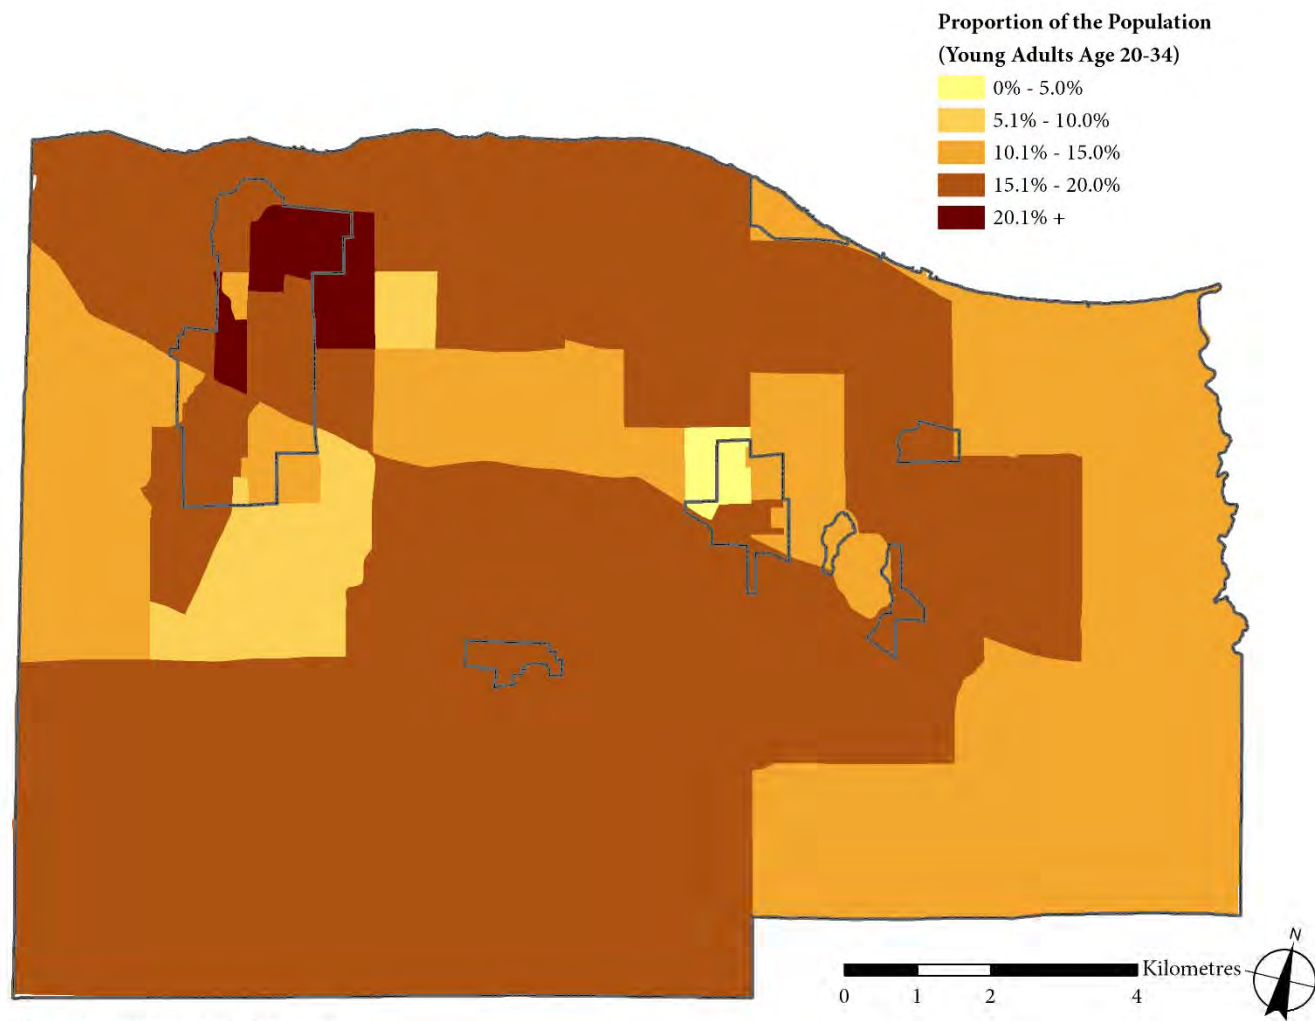 Proportion of the Population
(Young Adults Age 20-34)
0% - 5.0%
5.1% - 10.0%
10.1% - 15.0%
15.1% - 20.0%
20.1% +
N
Kilometres
0 1 2 4